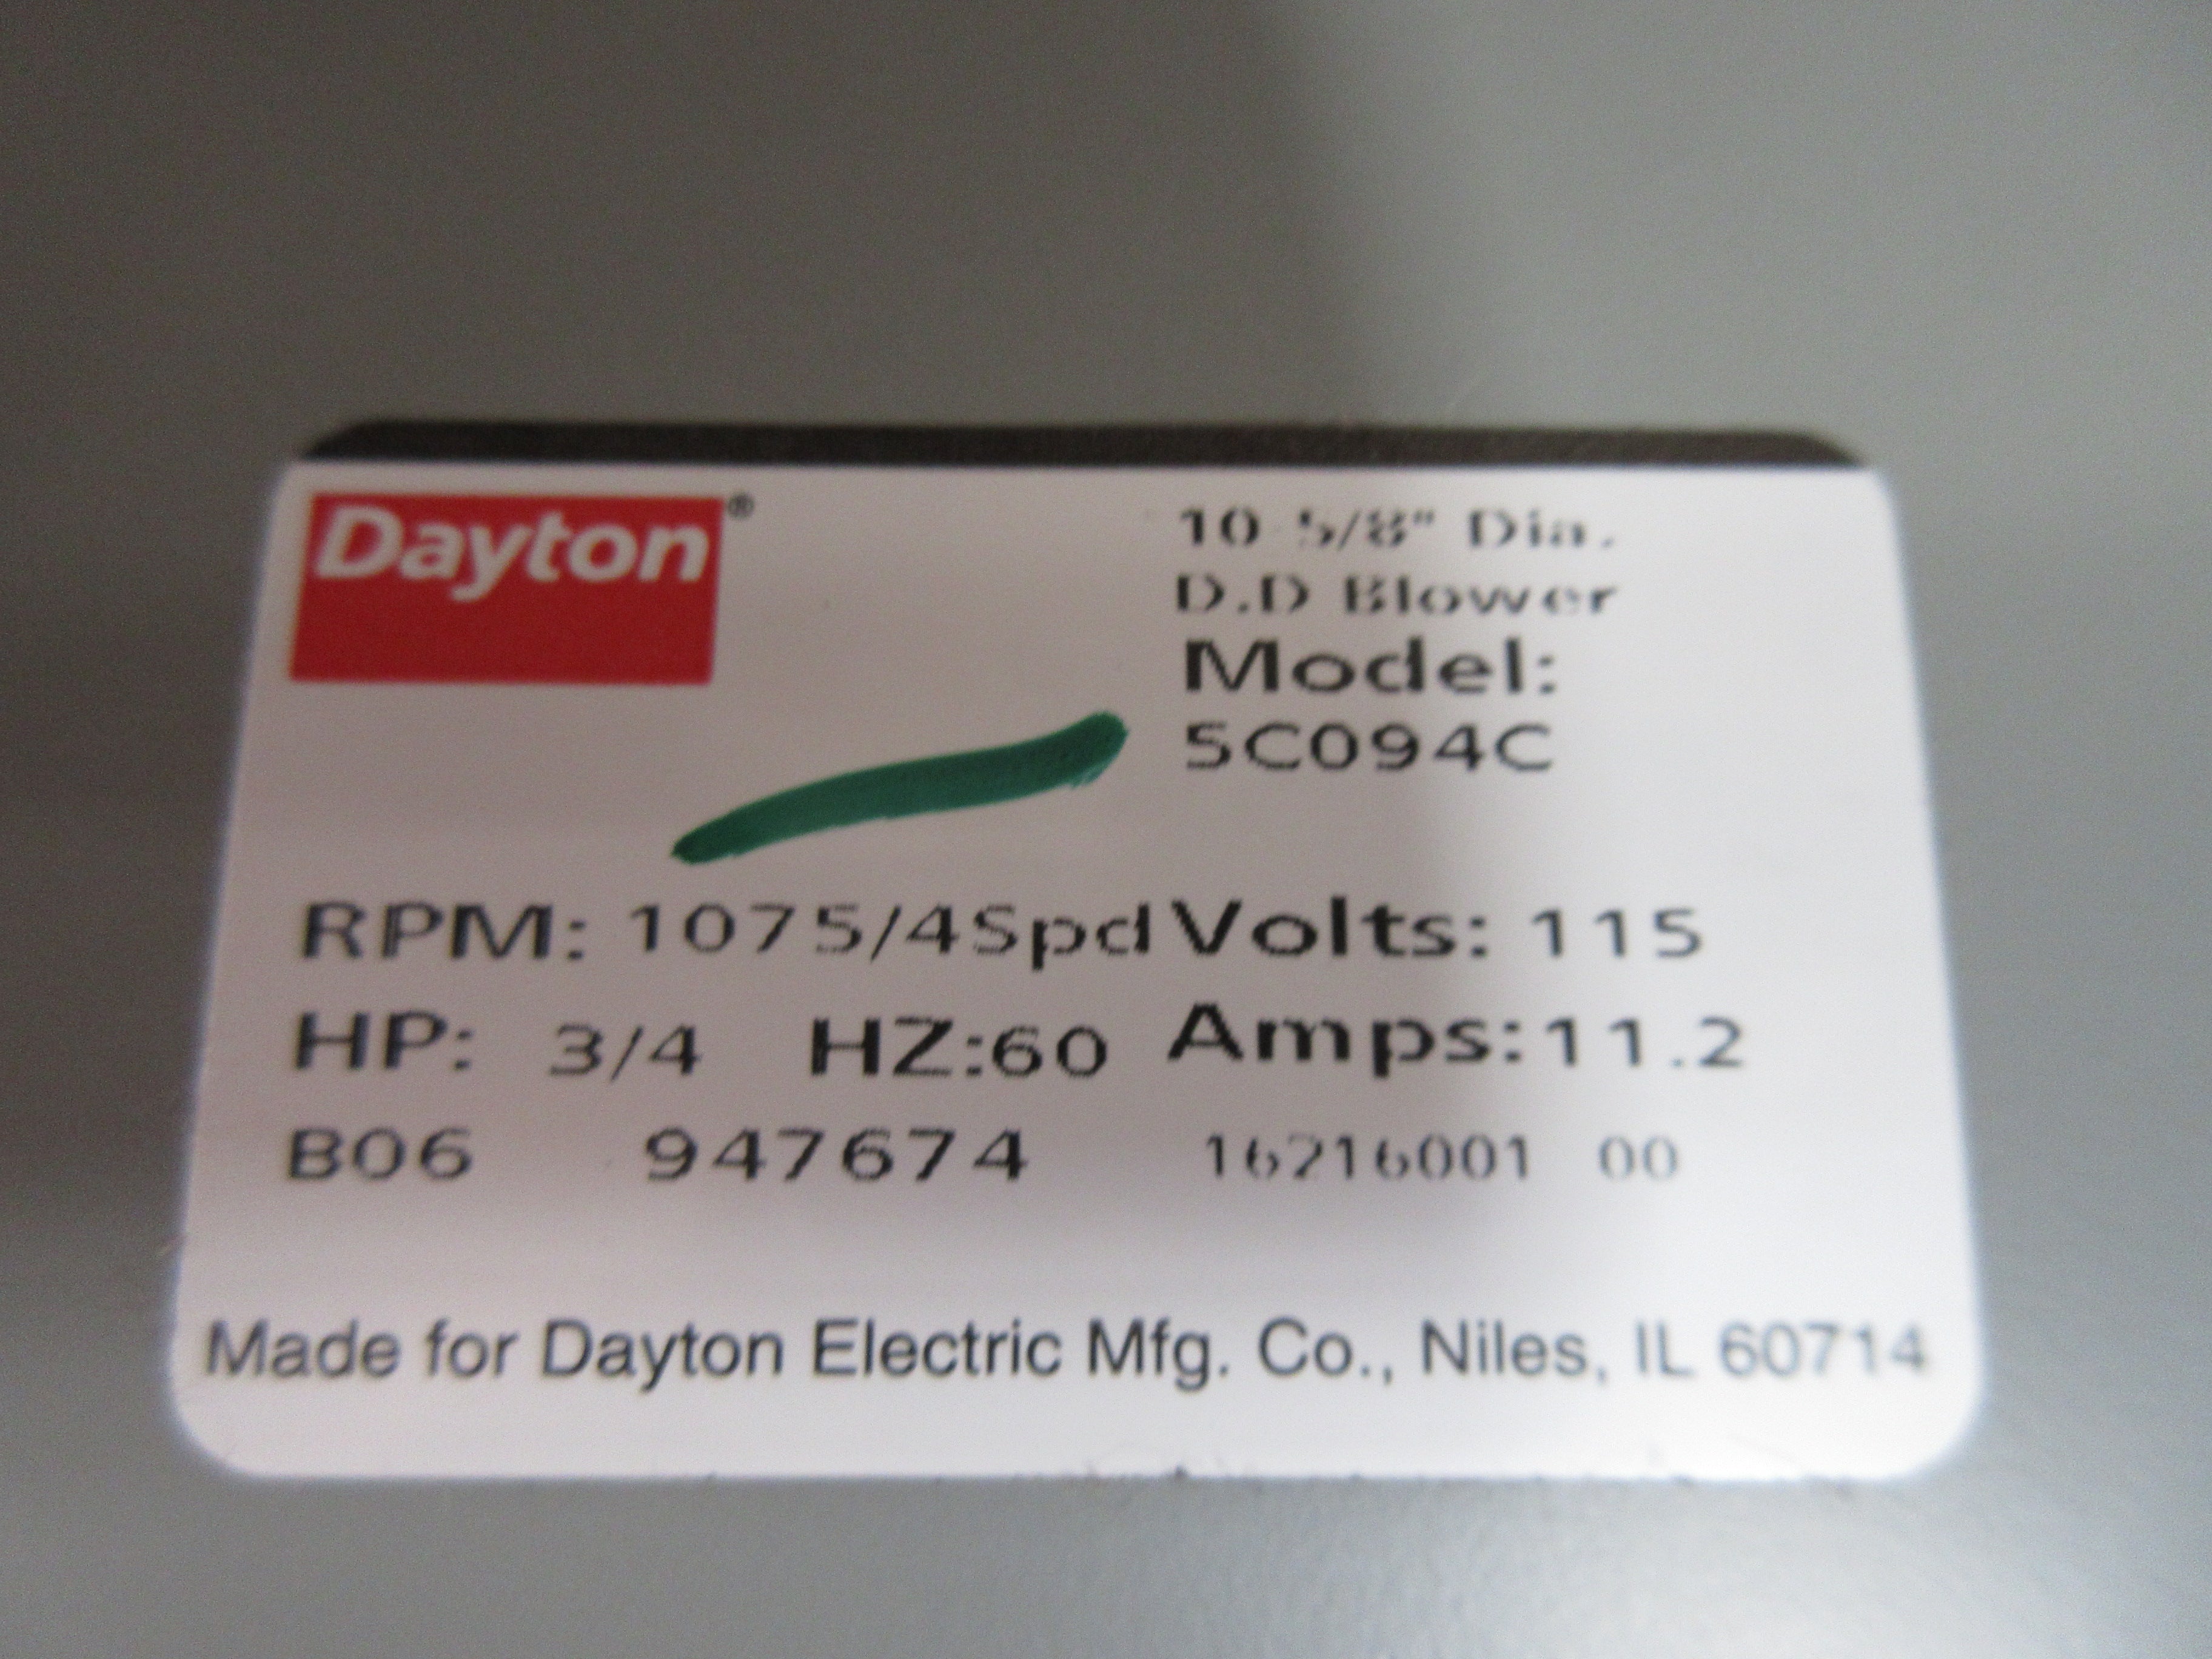 Dayton®
10 5/8" Dia.
D.D Blower
Model:
5C094C
RPM: 1075/4Spd Volts: 115
HP: 3/4 HZ:60 Amps:11.2
B06 947674 16216001 00
Made for Dayton Electric Mfg. Co., Niles, IL 60714